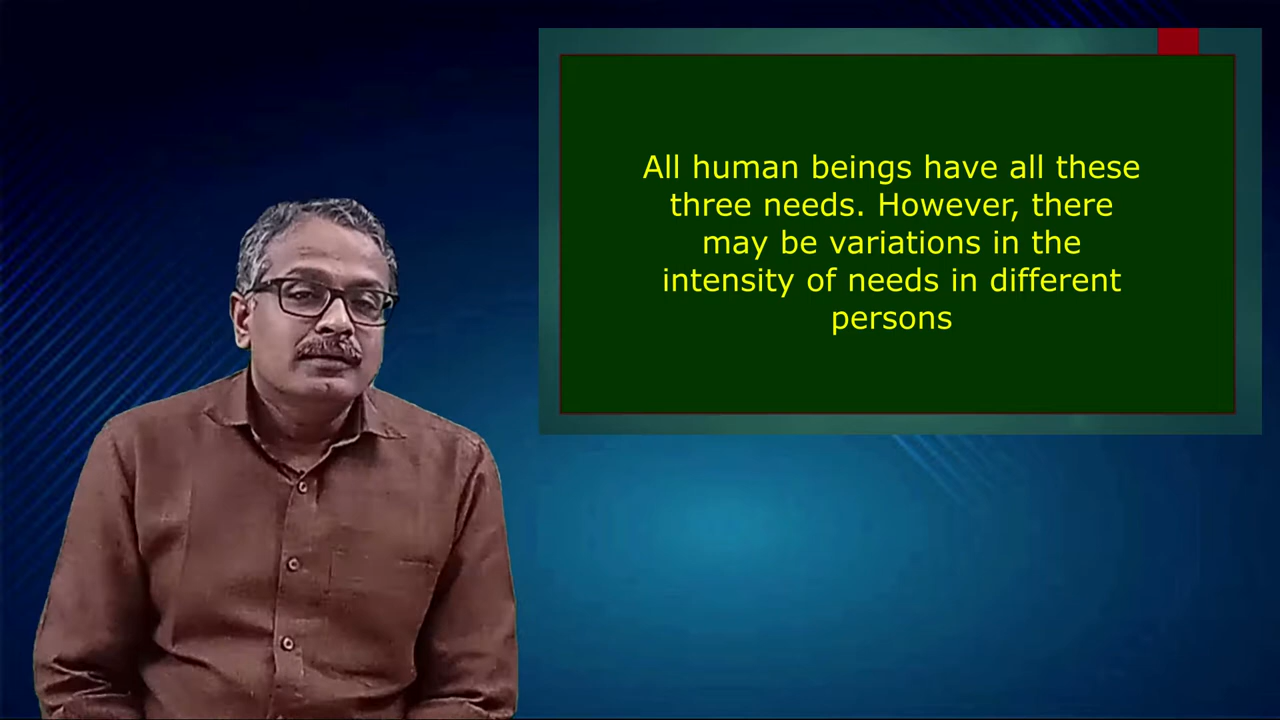 All human beings have all these
three needs. However, there
may be variations in the
intensity of needs in different
persons